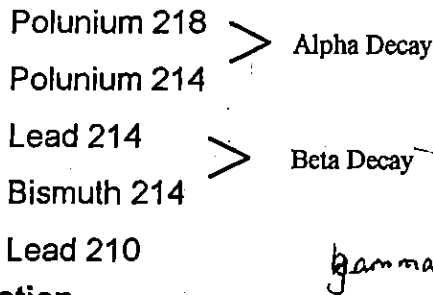 Polunium 218
> Alpha Decay
Polunium 214
Lead 214
> Beta Decay
Bismuth 214
Lead 210
gamma